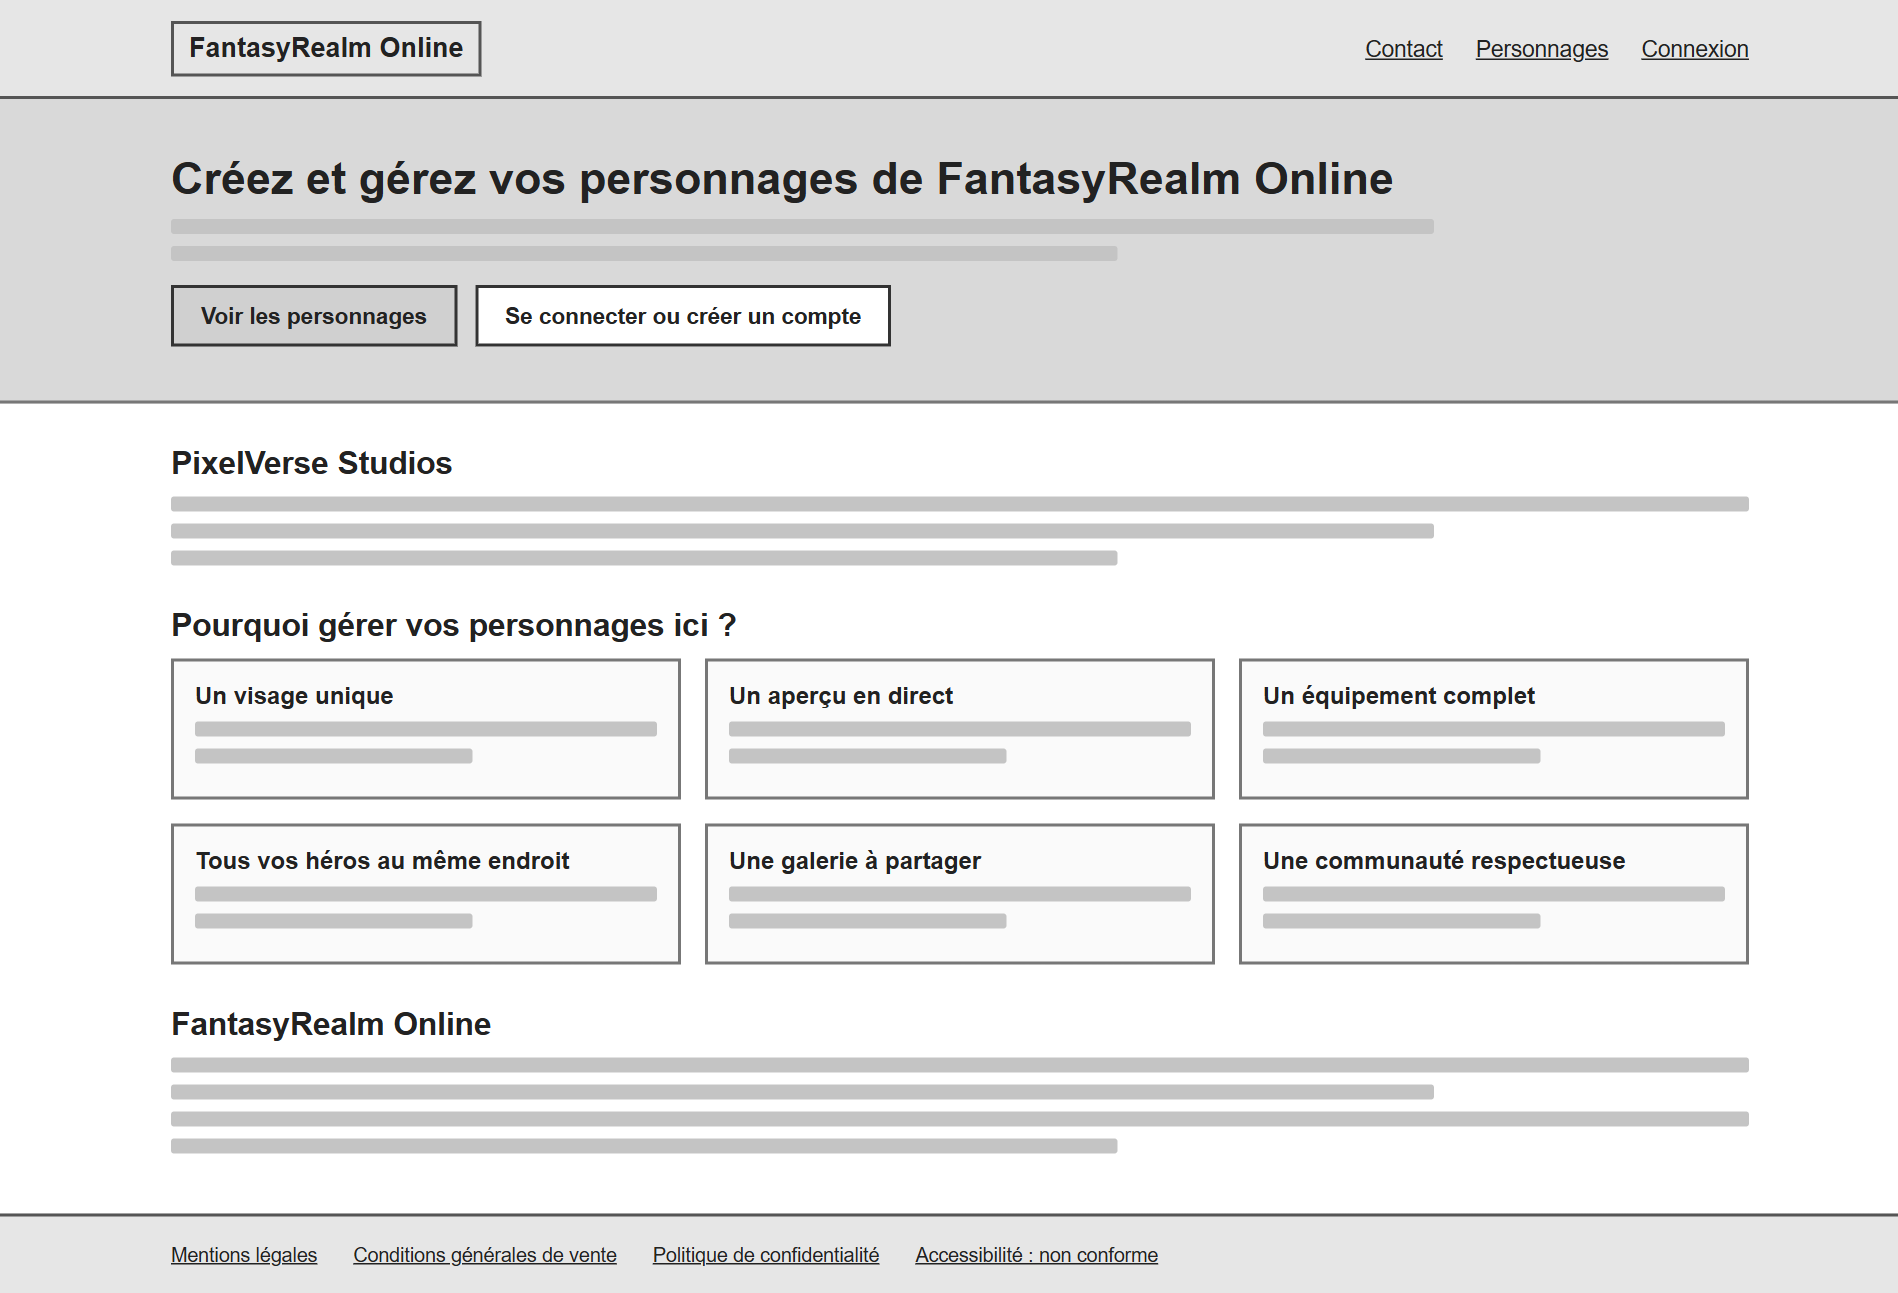 FantasyRealm Online
Contact Personnages Connexion
Créez et gérez vos personnages de FantasyRealm Online
Voir les personnages
Se connecter ou créer un compte
PixelVerse Studios
Pourquoi gérer vos personnages ici ?
Un visage unique
Un aperçu en direct
Un équipement complet
Tous vos héros au même endroit
Une galerie à partager
Une communauté respectueuse
FantasyRealm Online
Mentions légales Conditions générales de vente Politique de confidentialité Accessibilité : non conforme